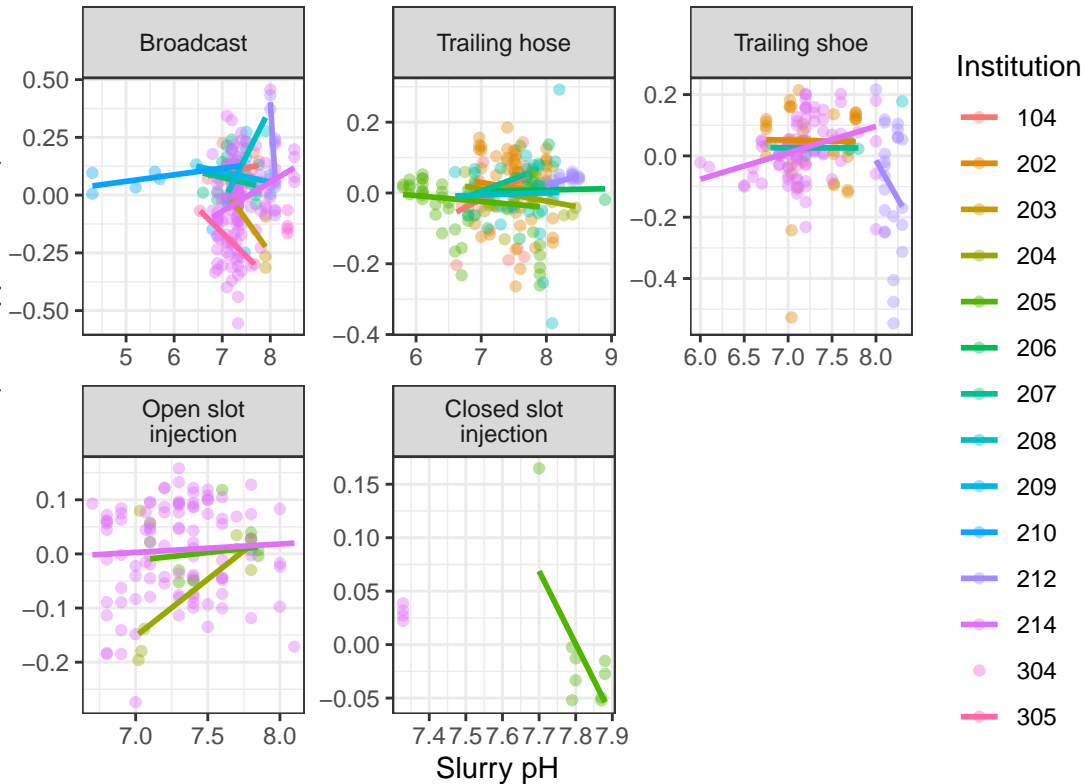 Broadcast
Trailing hose
Trailing shoe
0.50
0.25
0.00
−0.25
−0.50
5 6 7 8
0.2
0.0
−0.2
−0.4
6 7 8 9
0.2
0.0
−0.2
−0.4
6.0 6.5 7.0 7.5 8.0
Open slot
injection
Closed slot
injection
0.1
0.0
−0.1
−0.2
7.0 7.5 8.0
0.15
0.10
0.05
0.00
−0.05
7.4 7.5 7.6 7.7 7.8 7.9
Slurry pH
Institution
104
202
203
204
205
206
207
208
209
210
212
214
304
305